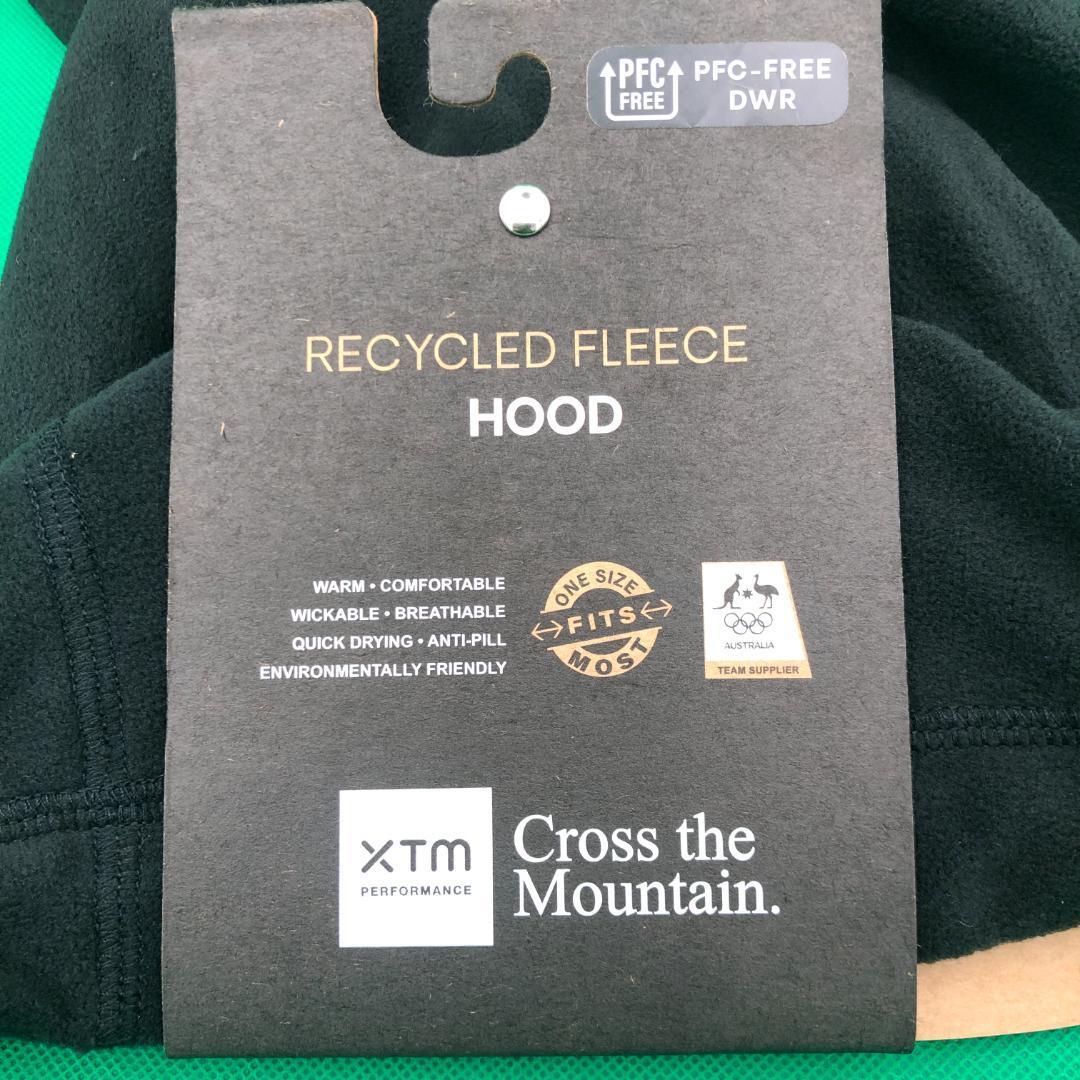 PFC
FREE
PFC-FREE
DWR
RECYCLED FLEECE
HOOD
WARM • COMFORTABLE
WICKABLE • BREATHABLE
QUICK DRYING • ANTI-PILL
ENVIRONMENTALLY FRIENDLY
ONE SIZE
FITS
MOST
AUSTRALIA
TEAM SUPPLIER
XTM
PERFORMANCE
Cross the
Mountain.